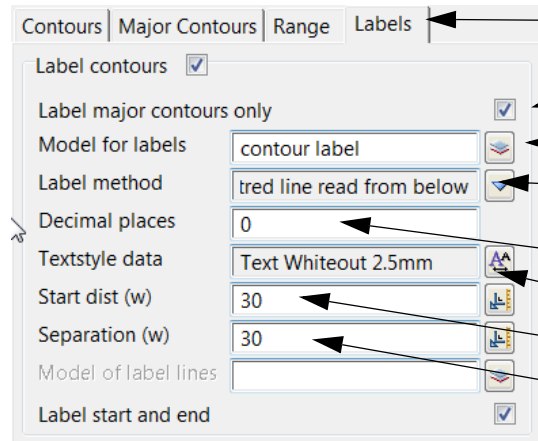 Contours Major Contours Range Labels
Label contours
Label major contours only
Model for labels contour label
Label method tred line read from below
Decimal places 0
Textstyle data Text Whiteout 2.5mm
Start dist (w) 30
Separation (w) 30
Model of label lines
Label start and end